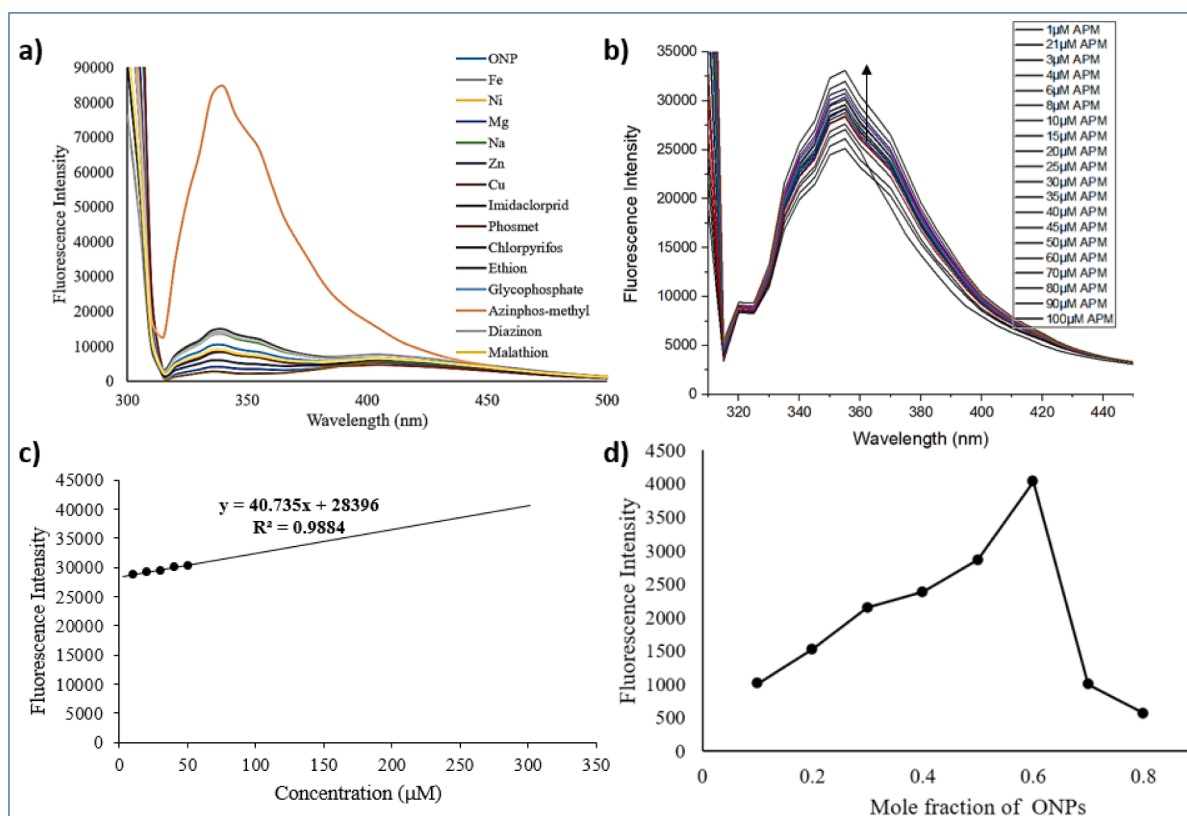 a)
90000
80000
70000
60000
50000
40000
30000
20000
10000
0
Fluorescence Intensity
300
350
400
450
500
Wavelength (nm)
ONP
Fe
Ni
Mg
Na
Zn
Cu
Imidaclorprid
Phosmet
Chlorpyrifos
Ethion
Glycophosphate
Azinphos-methyl
Diazinon
Malathion
b)
35000
30000
25000
20000
15000
10000
5000
0
Fluorescence Intensity
320
340
360
380
400
420
440
Wavelength (nm)
1µM APM
21µM APM
3µM APM
4µM APM
6µM APM
8µM APM
10µM APM
15µM APM
20µM APM
25µM APM
30µM APM
35µM APM
40µM APM
45µM APM
50µM APM
60µM APM
70µM APM
80µM APM
90µM APM
100µM APM
c)
45000
40000
35000
30000
25000
20000
15000
10000
5000
0
Fluorescence Intensity
y = 40.735x + 28396
R² = 0.9884
0
50
100
150
200
250
300
350
Concentration (µM)
d)
4500
4000
3500
3000
2500
2000
1500
1000
500
0
Fluorescence Intensity
0
0.2
0.4
0.6
0.8
Mole fraction of ONPs